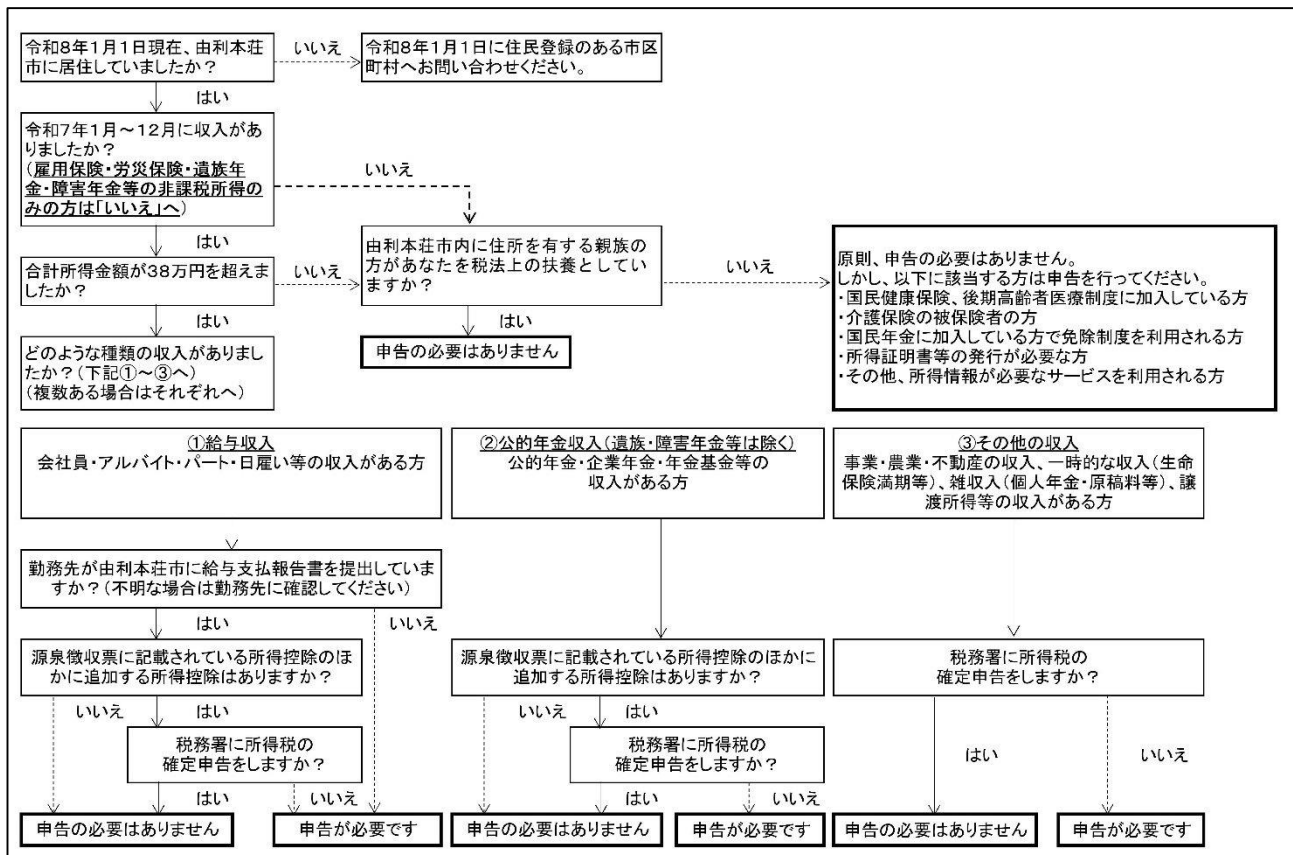 令和8年1月1日現在、由利本荘
市に居住していましたか？
いいえ
令和8年1月1日に住民登録のある市区
町村へお問い合わせください。
はい
令和7年1月～12月に収入があ
りましたか？
(雇用保険・労災保険・遺族年
金・障害年金等の非課税所得の
みの方は「いいえ」へ)
いいえ
はい
合計所得金額が38万円を超えま
したか？
いいえ
由利本荘市内に住所を有する親族の
方があなたを税法上の扶養としてい
ますか？
いいえ
原則、申告の必要はありません。
しかし、以下に該当する方は申告を行ってください。
・国民健康保険、後期高齢者医療制度に加入している方
・介護保険の被保険者の方
・国民年金に加入している方で免除制度を利用される方
・所得証明書等の発行が必要な方
・その他、所得情報が必要なサービスを利用される方
はい
はい
申告の必要はありません
どのような種類の収入がありまし
たか？(下記①～③へ)
(複数ある場合はそれぞれへ)
①給与収入
会社員・アルバイト・パート・日雇い等の収入がある方
②公的年金収入(遺族・障害年金等は除く)
公的年金・企業年金・年金基金等の
収入がある方
③その他の収入
事業・農業・不動産の収入、一時的な収入(生命
保険満期等)、雑収入(個人年金・原稿料等)、譲
渡所得等の収入がある方
勤務先が由利本荘市に給与支払報告書を提出していま
すか？(不明な場合は勤務先に確認してください)
はい
いいえ
源泉徴収票に記載されている所得控除のほ
かに追加する所得控除はありますか？
いいえ
はい
税務署に所得税の
確定申告をしますか？
はい
いいえ
申告の必要はありません
申告が必要です
源泉徴収票に記載されている所得控除のほかに
追加する所得控除はありますか？
いいえ
はい
税務署に所得税の
確定申告をしますか？
はい
いいえ
申告の必要はありません
申告が必要です
税務署に所得税の
確定申告をしますか？
はい
いいえ
申告の必要はありません
申告が必要です